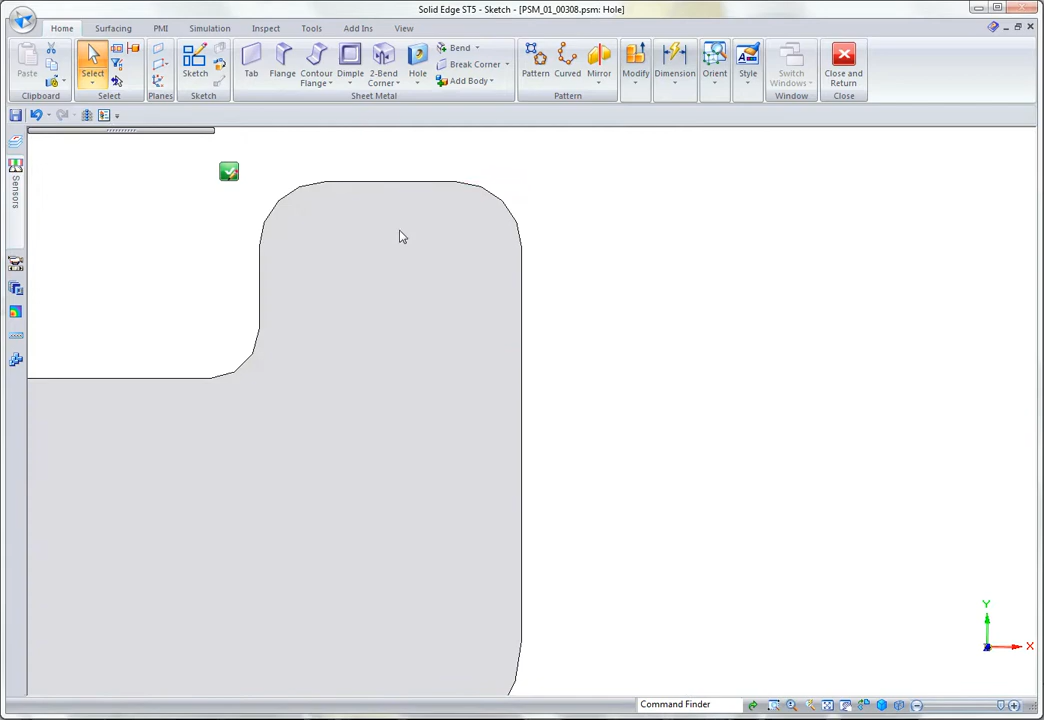 Solid Edge ST5 - Sketch - [PSM_01_00308.psm: Hole]
Home Surfacing PMI Simulation Inspect Tools Add Ins View
Paste
Clipboard
Select
Select
Planes
Sketch
Sketch
Tab
Flange
Contour Flange
Dimple
2-Bend Corner
Hole
Bend
Break Corner
Add Body
Sheet Metal
Pattern
Curved
Mirror
Pattern
Modify
Dimension
Orient
Style
Switch Windows
Window
Close and Return
Close
Sensors
Y
X
Command Finder